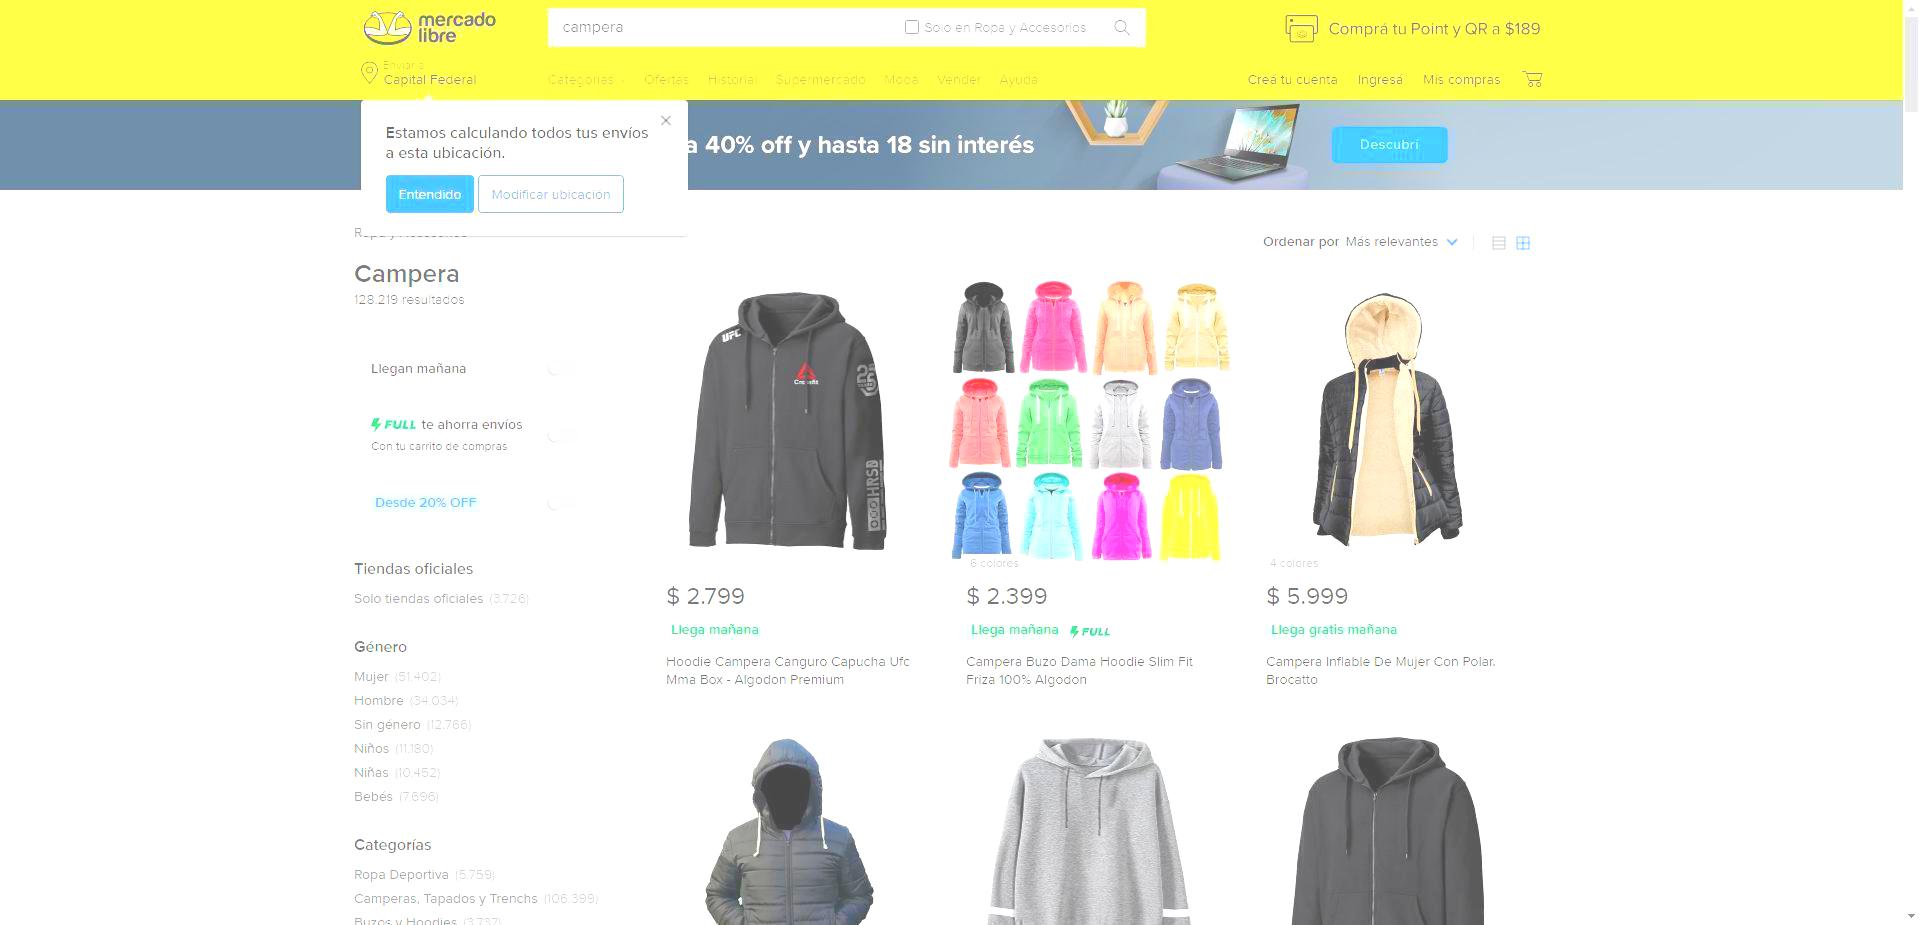 mercado
libre
campera
Solo en Ropa y Accesorios
Comprá tu Point y QR a $189
Enviar a
Capital Federal
Categorías
Ofertas
Historial
Supermercado
Moda
Vender
Ayuda
Creá tu cuenta
Ingresá
Mis compras
Estamos calculando todos tus envíos
a esta ubicación.
Entendido
Modificar ubicación
a 40% off y hasta 18 sin interés
Descubrí
Ropa y Accesorios
Ordenar por Más relevantes
Campera
128.219 resultados
Llegan mañana
FULL te ahorra envíos
Con tu carrito de compras
Desde 20% OFF
Tiendas oficiales
Solo tiendas oficiales (3.726)
Género
Mujer (51.402)
Hombre (34.034)
Sin género (12.766)
Niños (11.180)
Niñas (10.452)
Bebés (7.696)
Categorías
Ropa Deportiva (5.759)
Camperas, Tapados y Trenchs (106.399)
Buzos y Hoodies (3.737)
UFC
$ 2.799
Llega mañana
Hoodie Campera Canguro Capucha Ufc
Mma Box - Algodon Premium
6 colores
$ 2.399
Llega mañana FULL
Campera Buzo Dama Hoodie Slim Fit
Friza 100% Algodon
4 colores
$ 5.999
Llega gratis mañana
Campera Inflable De Mujer Con Polar.
Brocatto